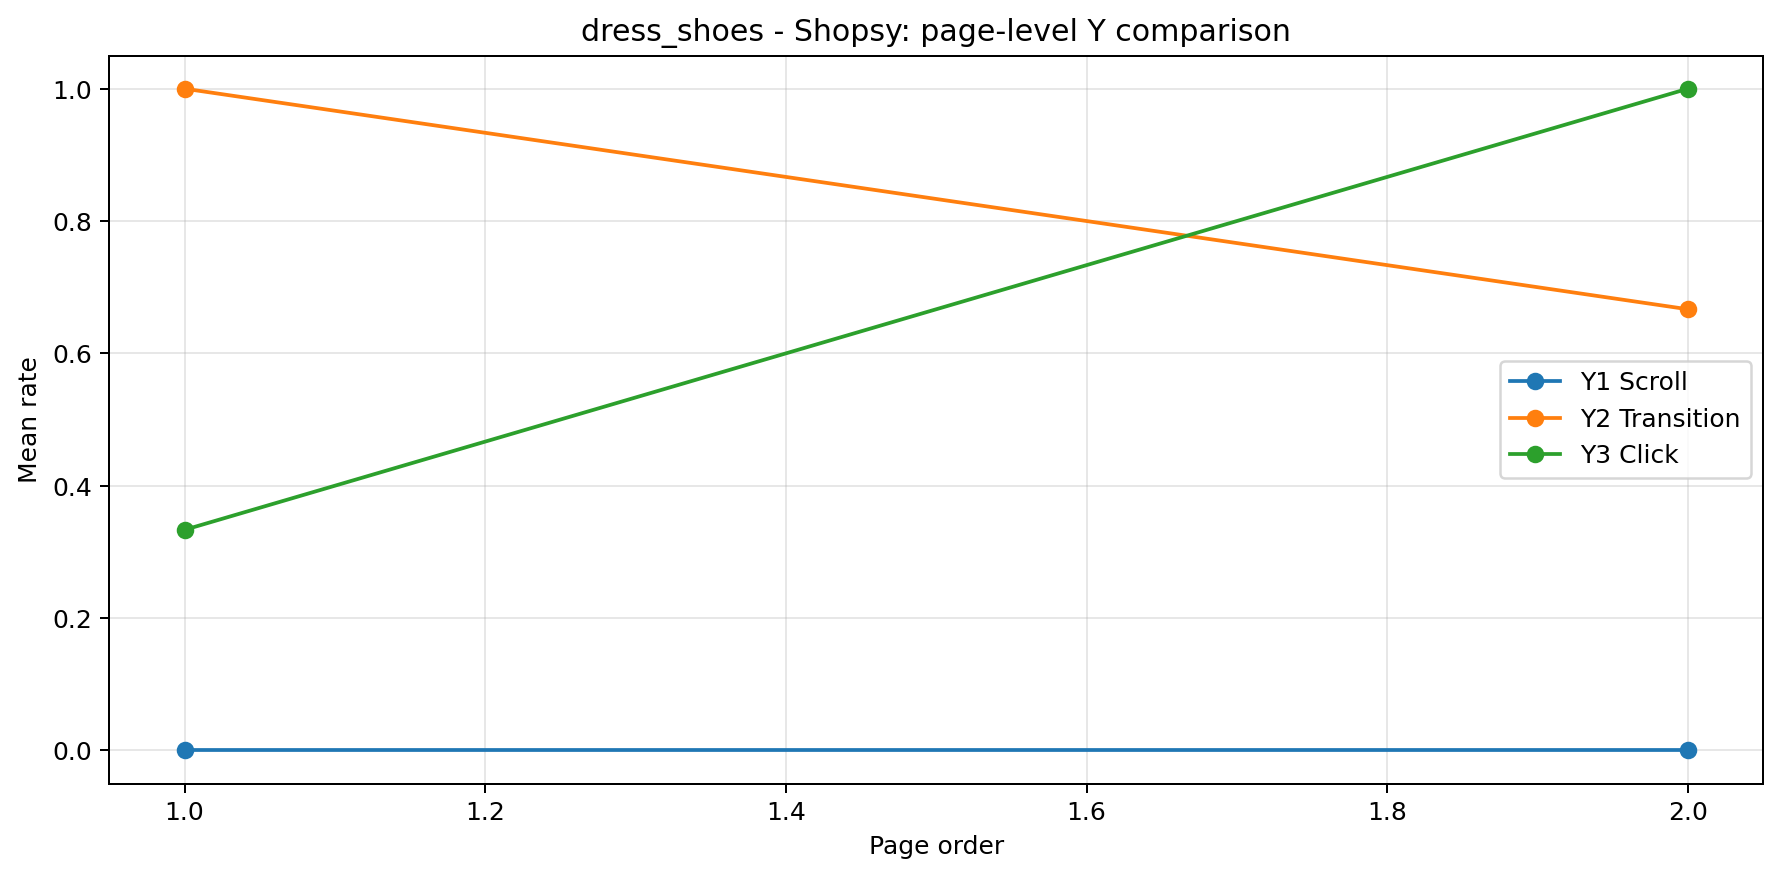 dress_shoes - Shopsy: page-level Y comparison
Mean rate
1.0
0.8
0.6
0.4
0.2
0.0
Y1 Scroll
Y2 Transition
Y3 Click
1.0 1.2 1.4 1.6 1.8 2.0
Page order